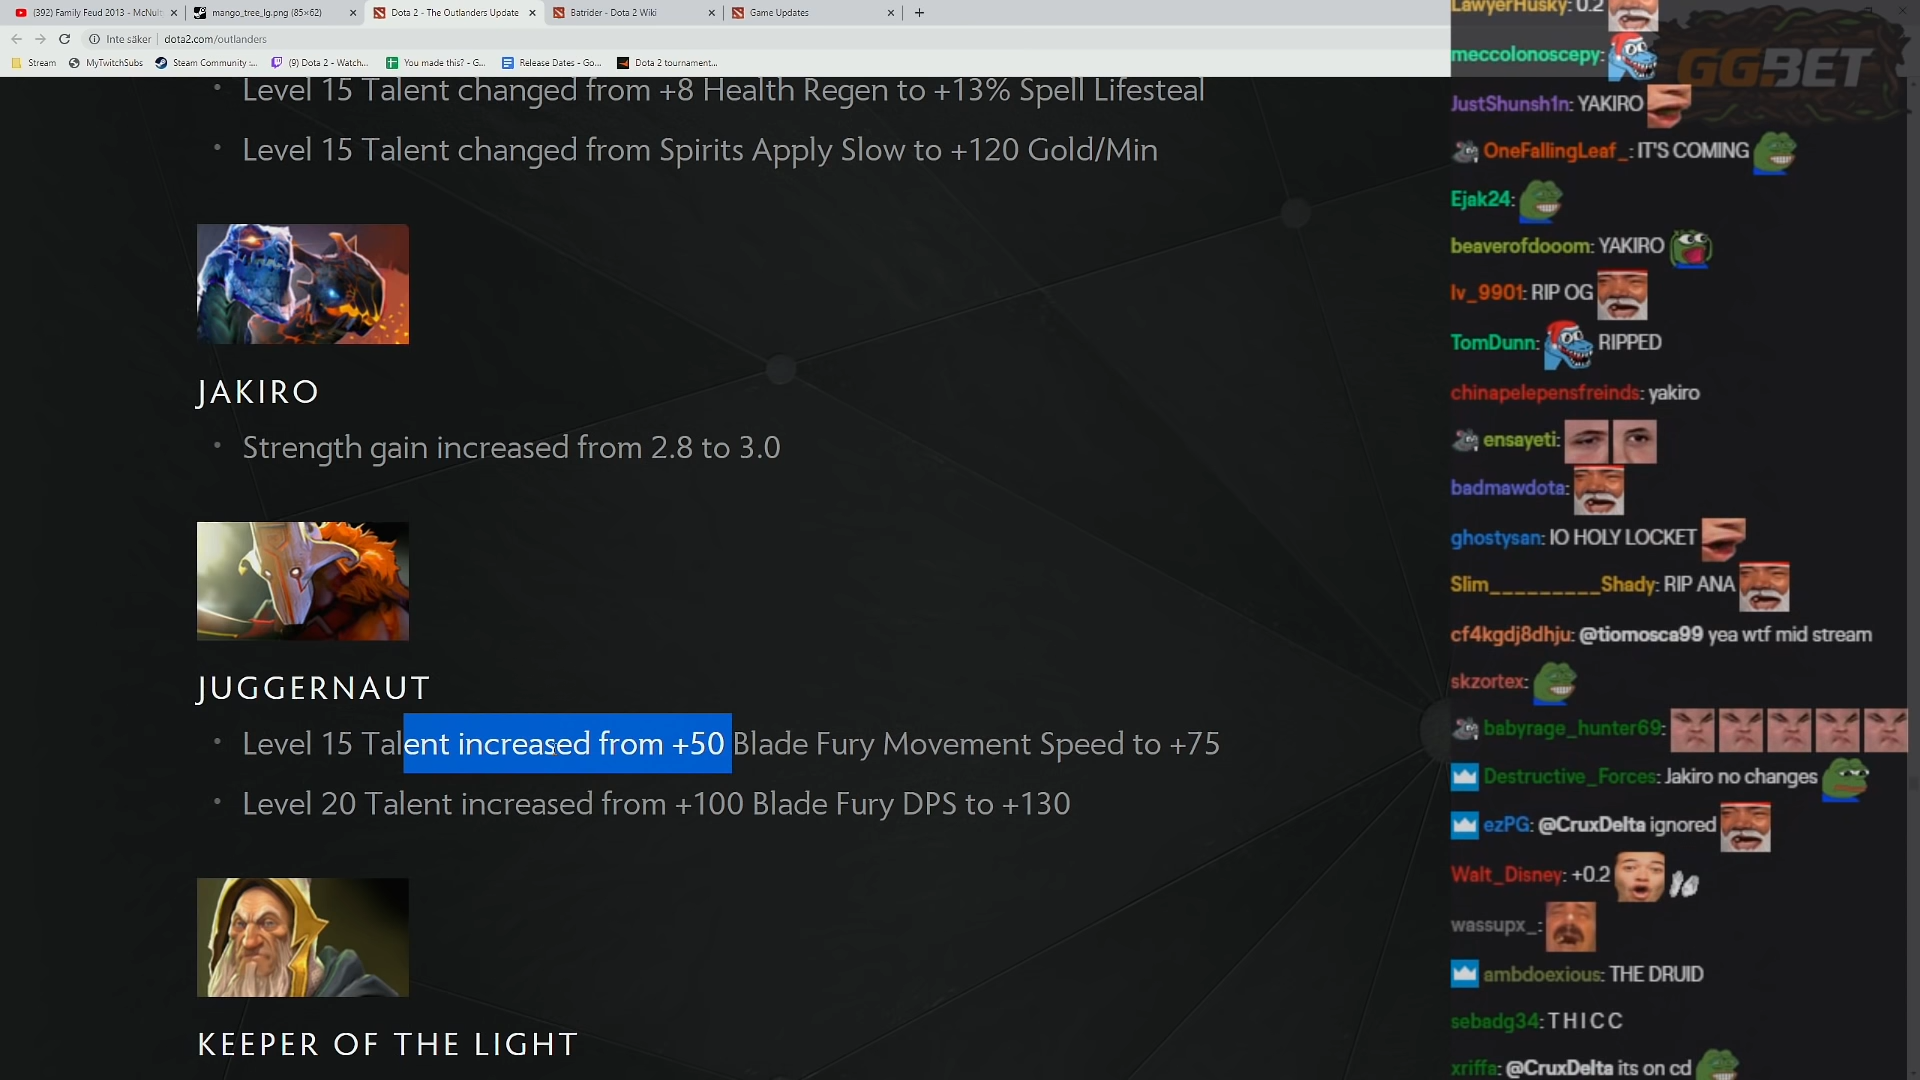 (392) Family Feud 2013 - McNult
mango_tree_lg.png (85×62)
Dota 2 - The Outlanders Update
Batrider - Dota 2 Wiki
Game Updates
Inte säker
dota2.com/outlanders
Stream
MyTwitchSubs
Steam Community :...
(9) Dota 2 - Watch...
You made this? - G...
Release Dates - Go...
Dota 2 tournament...
Level 15 Talent changed from +8 Health Regen to +13% Spell Lifesteal
Level 15 Talent changed from Spirits Apply Slow to +120 Gold/Min
JAKIRO
Strength gain increased from 2.8 to 3.0
JUGGERNAUT
Level 15 Talent increased from +50 Blade Fury Movement Speed to +75
Level 20 Talent increased from +100 Blade Fury DPS to +130
KEEPER OF THE LIGHT
GG.BET
LawyerHusky: 0.2
meccolonoscepy:
JustShunsh1n: YAKIRO
OneFallingLeaf_: IT'S COMING
Ejak24:
beaverofdooom: YAKIRO
lv_9901: RIP OG
TomDunn: RIPPED
chinapelepensfreinds: yakiro
ensayeti:
badmawdota:
ghostysan: IO HOLY LOCKET
Slim_________Shady: RIP ANA
cf4kgdj8dhju: @tiomosca99 yea wtf mid stream
skzortex:
babyrage_hunter69:
Destructive_Forces: Jakiro no changes
ezPG: @CruxDelta ignored
Walt_Disney: +0.2
wassupx_:
ambdoexious: THE DRUID
sebadg34: T H I C C
xriffa: @CruxDelta its on cd